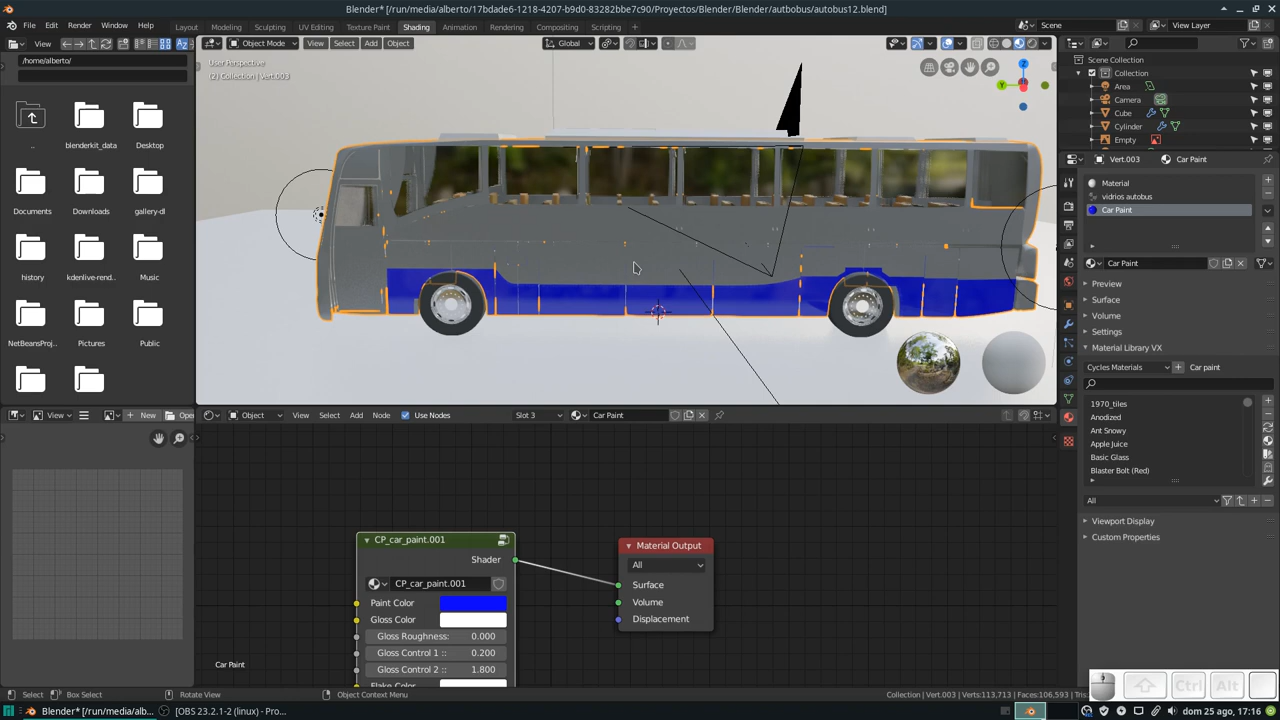 Blender* [/run/media/alberto/17bdade6-1218-4207-b9d0-83282bbe7c90/Proyectos/Blender/Blender/autbobus/autobus12.blend]
File Edit Render Window Help Layout Modeling Sculpting UV Editing Texture Paint Shading Animation Rendering Compositing Scripting Scene View Layer
View Object Mode View Select Add Object Global
/home/alberto/
User Perspective
(2) Collection | Vert.003
Scene Collection
Collection
Area
Camera
Cube
Cylinder
Empty
.. blenderkit_data Desktop
Documents Downloads gallery-dl
history kdenlive-rend.. Music
NetBeansProj.. Pictures Public
Vert.003 Car Paint
Material
vidrios autobus
Car Paint
Car Paint
Preview
Surface
Volume
Settings
Material Library VX
Cycles Materials Car paint
1970_tiles
Anodized
Ant Snowy
Apple Juice
Basic Glass
Blaster Bolt (Red)
All
Viewport Display
Custom Properties
View New Open
Object View Select Add Node Use Nodes Slot 3 Car Paint
CP_car_paint.001
Shader
CP_car_paint.001
Paint Color
Gloss Color
Gloss Roughness: 0.000
Gloss Control 1 :: 0.200
Gloss Control 2 :: 1.800
Flake Color
Material Output
All
Surface
Volume
Displacement
Car Paint
Select Box Select Rotate View Object Context Menu Collection | Vert.003 | Verts:113,713 | Faces:106,593 | Tris:
Ctrl Alt
Blender* [/run/media/alb... [OBS 23.2.1-2 (linux) - Pro... dom 25 ago, 17:16